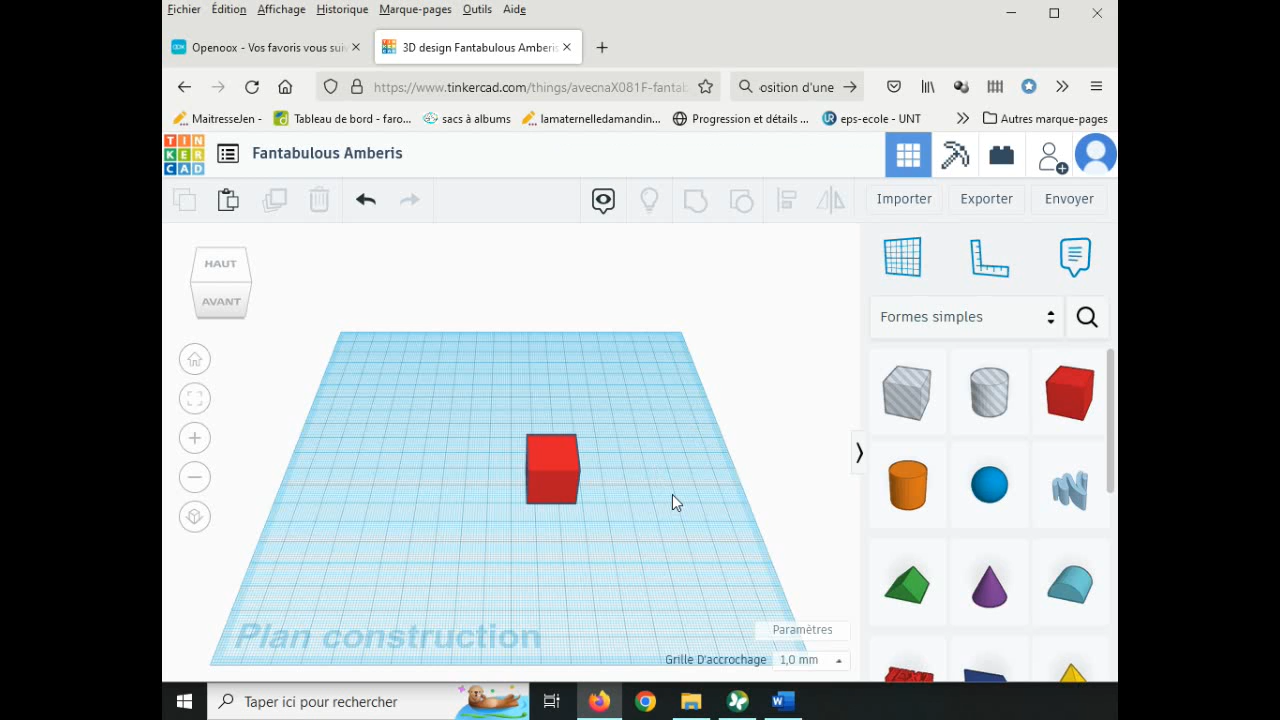 Fichier Édition Affichage Historique Marque-pages Outils Aide
Openoox - Vos favoris vous suiv
3D design Fantabulous Amberis
https://www.tinkercad.com/things/avecnaX081F-fantab
position d'une
Maitresselen -
Tableau de bord - faro...
sacs à albums
lamaternelledamandin...
Progression et détails ...
eps-ecole - UNT
Autres marque-pages
TIN
KER
CAD
Fantabulous Amberis
Importer
Exporter
Envoyer
HAUT
AVANT
Formes simples
Plan construction
Paramètres
Grille D'accrochage 1,0 mm
Taper ici pour rechercher